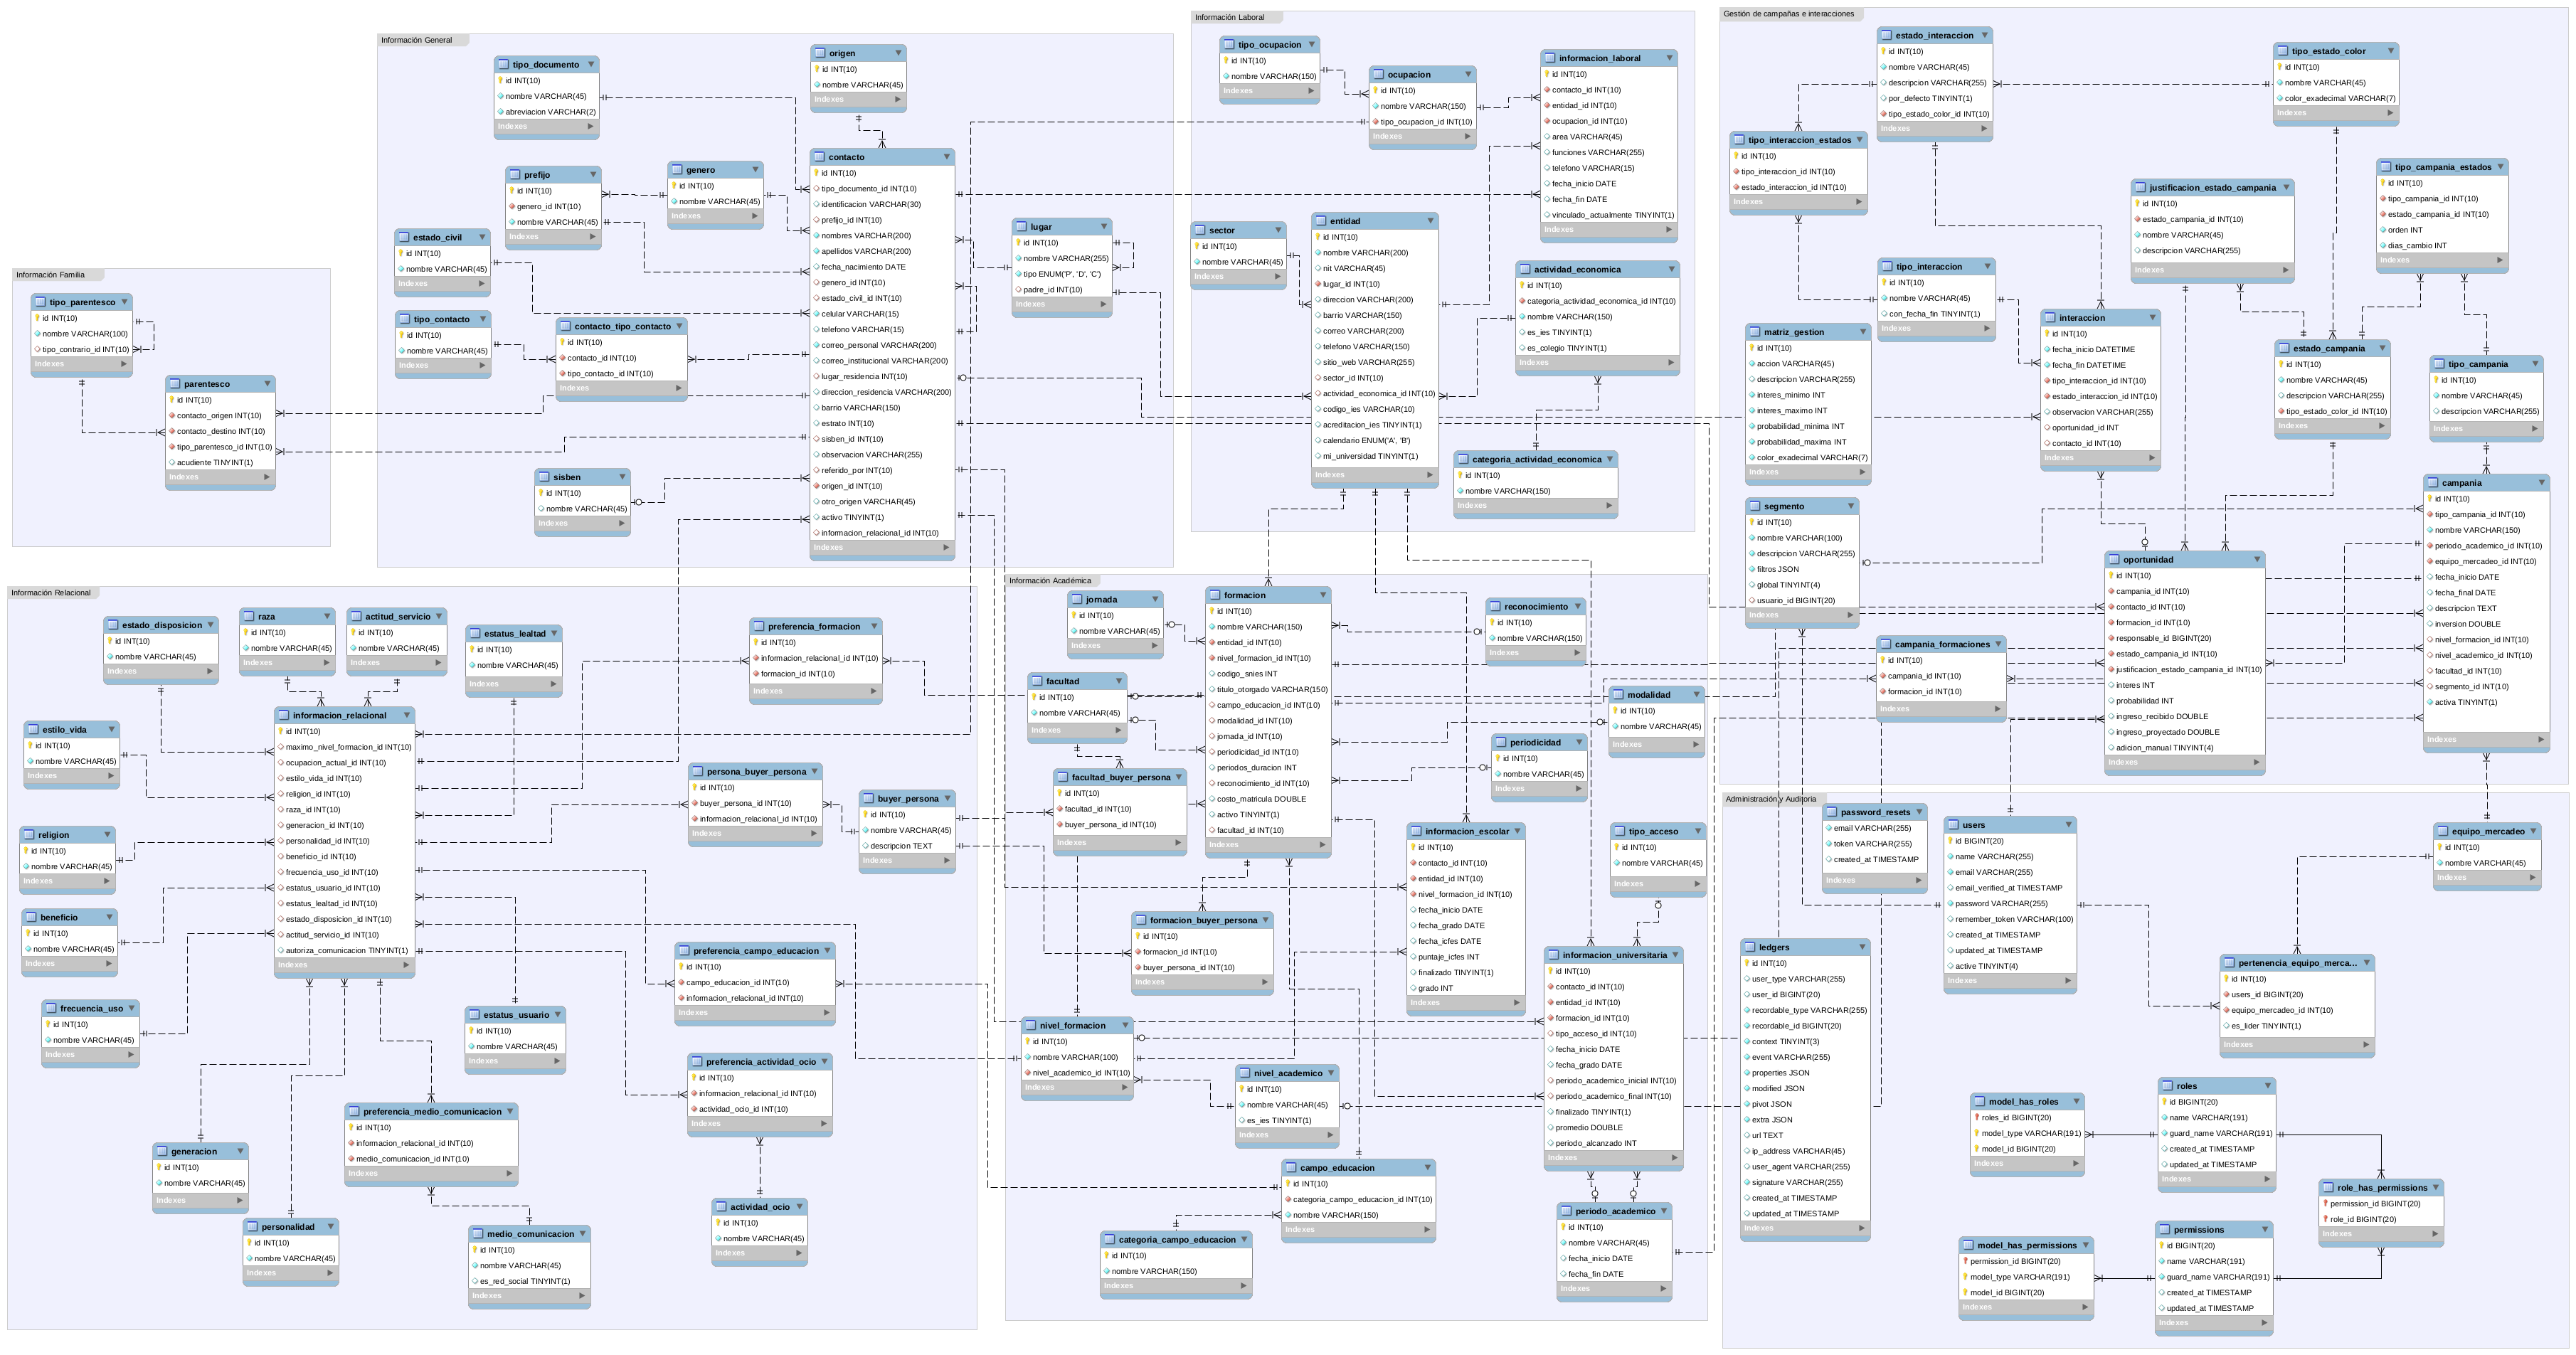 Información Familia
tipo_parentesco
id INT(10)
nombre VARCHAR(100)
tipo_contrario_id INT(10)
Indexes
parentesco
id INT(10)
contacto_origen INT(10)
contacto_destino INT(10)
tipo_parentesco_id INT(10)
acudiente TINYINT(1)
Indexes
Información General
tipo_documento
id INT(10)
nombre VARCHAR(45)
abreviacion VARCHAR(2)
Indexes
origen
id INT(10)
nombre VARCHAR(45)
Indexes
prefijo
id INT(10)
genero_id INT(10)
nombre VARCHAR(45)
Indexes
genero
id INT(10)
nombre VARCHAR(45)
Indexes
estado_civil
id INT(10)
nombre VARCHAR(45)
Indexes
tipo_contacto
id INT(10)
nombre VARCHAR(45)
Indexes
contacto_tipo_contacto
id INT(10)
contacto_id INT(10)
tipo_contacto_id INT(10)
Indexes
sisben
id INT(10)
nombre VARCHAR(45)
Indexes
contacto
id INT(10)
tipo_documento_id INT(10)
identificacion VARCHAR(30)
prefijo_id INT(10)
nombres VARCHAR(200)
apellidos VARCHAR(200)
fecha_nacimiento DATE
genero_id INT(10)
estado_civil_id INT(10)
celular VARCHAR(15)
telefono VARCHAR(15)
correo_personal VARCHAR(200)
correo_institucional VARCHAR(200)
lugar_residencia INT(10)
direccion_residencia VARCHAR(200)
barrio VARCHAR(150)
estrato INT(10)
sisben_id INT(10)
observacion VARCHAR(255)
referido_por INT(10)
origen_id INT(10)
otro_origen VARCHAR(45)
activo TINYINT(1)
informacion_relacional_id INT(10)
Indexes
lugar
id INT(10)
nombre VARCHAR(255)
tipo ENUM('P', 'D', 'C')
padre_id INT(10)
Indexes
Información Laboral
tipo_ocupacion
id INT(10)
nombre VARCHAR(150)
Indexes
ocupacion
id INT(10)
nombre VARCHAR(150)
tipo_ocupacion_id INT(10)
Indexes
informacion_laboral
id INT(10)
contacto_id INT(10)
entidad_id INT(10)
ocupacion_id INT(10)
area VARCHAR(45)
funciones VARCHAR(255)
telefono VARCHAR(15)
fecha_inicio DATE
fecha_fin DATE
vinculado_actualmente TINYINT(1)
Indexes
sector
id INT(10)
nombre VARCHAR(45)
Indexes
entidad
id INT(10)
nombre VARCHAR(200)
nit VARCHAR(45)
lugar_id INT(10)
direccion VARCHAR(200)
barrio VARCHAR(150)
correo VARCHAR(200)
telefono VARCHAR(150)
sitio_web VARCHAR(255)
sector_id INT(10)
actividad_economica_id INT(10)
codigo_ies VARCHAR(10)
acreditacion_ies TINYINT(1)
calendario ENUM('A', 'B')
mi_universidad TINYINT(1)
Indexes
actividad_economica
id INT(10)
categoria_actividad_economica_id INT(10)
nombre VARCHAR(150)
es_ies TINYINT(1)
es_colegio TINYINT(1)
Indexes
categoria_actividad_economica
id INT(10)
nombre VARCHAR(150)
Indexes
Gestión de campañas e interacciones
estado_interaccion
id INT(10)
nombre VARCHAR(45)
descripcion VARCHAR(255)
por_defecto TINYINT(1)
tipo_estado_color_id INT(10)
Indexes
tipo_estado_color
id INT(10)
nombre VARCHAR(45)
color_exadecimal VARCHAR(7)
Indexes
tipo_interaccion_estados
id INT(10)
tipo_interaccion_id INT(10)
estado_interaccion_id INT(10)
Indexes
justificacion_estado_campania
id INT(10)
estado_campania_id INT(10)
nombre VARCHAR(45)
descripcion VARCHAR(255)
Indexes
tipo_campania_estados
id INT(10)
tipo_campania_id INT(10)
estado_campania_id INT(10)
orden INT
dias_cambio INT
Indexes
tipo_interaccion
id INT(10)
nombre VARCHAR(45)
con_fecha_fin TINYINT(1)
Indexes
matriz_gestion
id INT(10)
accion VARCHAR(45)
descripcion VARCHAR(255)
interes_minimo INT
interes_maximo INT
probabilidad_minima INT
probabilidad_maxima INT
color_exadecimal VARCHAR(7)
Indexes
interaccion
id INT(10)
fecha_inicio DATETIME
fecha_fin DATETIME
tipo_interaccion_id INT(10)
estado_interaccion_id INT(10)
observacion VARCHAR(255)
oportunidad_id INT
contacto_id INT(10)
Indexes
estado_campania
id INT(10)
nombre VARCHAR(45)
descripcion VARCHAR(255)
tipo_estado_color_id INT(10)
Indexes
tipo_campania
id INT(10)
nombre VARCHAR(45)
descripcion VARCHAR(255)
Indexes
segmento
id INT(10)
nombre VARCHAR(100)
descripcion VARCHAR(255)
filtros JSON
global TINYINT(4)
usuario_id BIGINT(20)
Indexes
campania
id INT(10)
tipo_campania_id INT(10)
nombre VARCHAR(150)
periodo_academico_id INT(10)
equipo_mercadeo_id INT(10)
fecha_inicio DATE
fecha_final DATE
descripcion TEXT
inversion DOUBLE
nivel_formacion_id INT(10)
nivel_academico_id INT(10)
facultad_id INT(10)
segmento_id INT(10)
activa TINYINT(1)
Indexes
oportunidad
id INT(10)
campania_id INT(10)
contacto_id INT(10)
formacion_id INT(10)
responsable_id BIGINT(20)
estado_campania_id INT(10)
justificacion_estado_campania_id INT(10)
interes INT
probabilidad INT
ingreso_recibido DOUBLE
ingreso_proyectado DOUBLE
adicion_manual TINYINT(4)
Indexes
campania_formaciones
id INT(10)
campania_id INT(10)
formacion_id INT(10)
Indexes
Información Relacional
estado_disposicion
id INT(10)
nombre VARCHAR(45)
Indexes
raza
id INT(10)
nombre VARCHAR(45)
Indexes
actitud_servicio
id INT(10)
nombre VARCHAR(45)
Indexes
estatus_lealtad
id INT(10)
nombre VARCHAR(45)
Indexes
preferencia_formacion
id INT(10)
informacion_relacional_id INT(10)
formacion_id INT(10)
Indexes
estilo_vida
id INT(10)
nombre VARCHAR(45)
Indexes
informacion_relacional
id INT(10)
maximo_nivel_formacion_id INT(10)
ocupacion_actual_id INT(10)
estilo_vida_id INT(10)
religion_id INT(10)
raza_id INT(10)
generacion_id INT(10)
personalidad_id INT(10)
beneficio_id INT(10)
frecuencia_uso_id INT(10)
estatus_usuario_id INT(10)
estatus_lealtad_id INT(10)
estado_disposicion_id INT(10)
actitud_servicio_id INT(10)
autoriza_comunicacion TINYINT(1)
Indexes
persona_buyer_persona
id INT(10)
buyer_persona_id INT(10)
informacion_relacional_id INT(10)
Indexes
buyer_persona
id INT(10)
nombre VARCHAR(45)
descripcion TEXT
Indexes
religion
id INT(10)
nombre VARCHAR(45)
Indexes
beneficio
id INT(10)
nombre VARCHAR(45)
Indexes
frecuencia_uso
id INT(10)
nombre VARCHAR(45)
Indexes
estatus_usuario
id INT(10)
nombre VARCHAR(45)
Indexes
preferencia_campo_educacion
id INT(10)
campo_educacion_id INT(10)
informacion_relacional_id INT(10)
Indexes
preferencia_actividad_ocio
id INT(10)
informacion_relacional_id INT(10)
actividad_ocio_id INT(10)
Indexes
preferencia_medio_comunicacion
id INT(10)
informacion_relacional_id INT(10)
medio_comunicacion_id INT(10)
Indexes
generacion
id INT(10)
nombre VARCHAR(45)
Indexes
personalidad
id INT(10)
nombre VARCHAR(45)
Indexes
medio_comunicacion
id INT(10)
nombre VARCHAR(45)
es_red_social TINYINT(1)
Indexes
actividad_ocio
id INT(10)
nombre VARCHAR(45)
Indexes
Información Académica
jornada
id INT(10)
nombre VARCHAR(45)
Indexes
formacion
id INT(10)
nombre VARCHAR(150)
entidad_id INT(10)
nivel_formacion_id INT(10)
codigo_snies INT
titulo_otorgado VARCHAR(150)
campo_educacion_id INT(10)
modalidad_id INT(10)
jornada_id INT(10)
periodicidad_id INT(10)
periodos_duracion INT
reconocimiento_id INT(10)
costo_matricula DOUBLE
activo TINYINT(1)
facultad_id INT(10)
Indexes
reconocimiento
id INT(10)
nombre VARCHAR(150)
Indexes
facultad
id INT(10)
nombre VARCHAR(45)
Indexes
modalidad
id INT(10)
nombre VARCHAR(45)
Indexes
periodicidad
id INT(10)
nombre VARCHAR(45)
Indexes
facultad_buyer_persona
id INT(10)
facultad_id INT(10)
buyer_persona_id INT(10)
Indexes
informacion_escolar
id INT(10)
contacto_id INT(10)
entidad_id INT(10)
nivel_formacion_id INT(10)
fecha_inicio DATE
fecha_grado DATE
fecha_icfes DATE
puntaje_icfes INT
finalizado TINYINT(1)
grado INT
Indexes
tipo_acceso
id INT(10)
nombre VARCHAR(45)
Indexes
formacion_buyer_persona
id INT(10)
formacion_id INT(10)
buyer_persona_id INT(10)
Indexes
informacion_universitaria
id INT(10)
contacto_id INT(10)
entidad_id INT(10)
formacion_id INT(10)
tipo_acceso_id INT(10)
fecha_inicio DATE
fecha_grado DATE
periodo_academico_inicial INT(10)
periodo_academico_final INT(10)
finalizado TINYINT(1)
promedio DOUBLE
periodo_alcanzado INT
Indexes
nivel_formacion
id INT(10)
nombre VARCHAR(100)
nivel_academico_id INT(10)
Indexes
nivel_academico
id INT(10)
nombre VARCHAR(45)
es_ies TINYINT(1)
Indexes
campo_educacion
id INT(10)
categoria_campo_educacion_id INT(10)
nombre VARCHAR(150)
Indexes
categoria_campo_educacion
id INT(10)
nombre VARCHAR(150)
Indexes
periodo_academico
id INT(10)
nombre VARCHAR(45)
fecha_inicio DATE
fecha_fin DATE
Indexes
Administración y Auditoria
password_resets
email VARCHAR(255)
token VARCHAR(255)
created_at TIMESTAMP
Indexes
users
id BIGINT(20)
name VARCHAR(255)
email VARCHAR(255)
email_verified_at TIMESTAMP
password VARCHAR(255)
remember_token VARCHAR(100)
created_at TIMESTAMP
updated_at TIMESTAMP
active TINYINT(4)
Indexes
equipo_mercadeo
id INT(10)
nombre VARCHAR(45)
Indexes
ledgers
id INT(10)
user_type VARCHAR(255)
user_id BIGINT(20)
recordable_type VARCHAR(255)
recordable_id BIGINT(20)
context TINYINT(3)
event VARCHAR(255)
properties JSON
modified JSON
pivot JSON
extra JSON
url TEXT
ip_address VARCHAR(45)
user_agent VARCHAR(255)
signature VARCHAR(255)
created_at TIMESTAMP
updated_at TIMESTAMP
Indexes
pertenencia_equipo_merca...
id INT(10)
users_id BIGINT(20)
equipo_mercadeo_id INT(10)
es_lider TINYINT(1)
Indexes
model_has_roles
roles_id BIGINT(20)
model_type VARCHAR(191)
model_id BIGINT(20)
Indexes
roles
id BIGINT(20)
name VARCHAR(191)
guard_name VARCHAR(191)
created_at TIMESTAMP
updated_at TIMESTAMP
Indexes
role_has_permissions
permission_id BIGINT(20)
role_id BIGINT(20)
Indexes
model_has_permissions
permission_id BIGINT(20)
model_type VARCHAR(191)
model_id BIGINT(20)
Indexes
permissions
id BIGINT(20)
name VARCHAR(191)
guard_name VARCHAR(191)
created_at TIMESTAMP
updated_at TIMESTAMP
Indexes